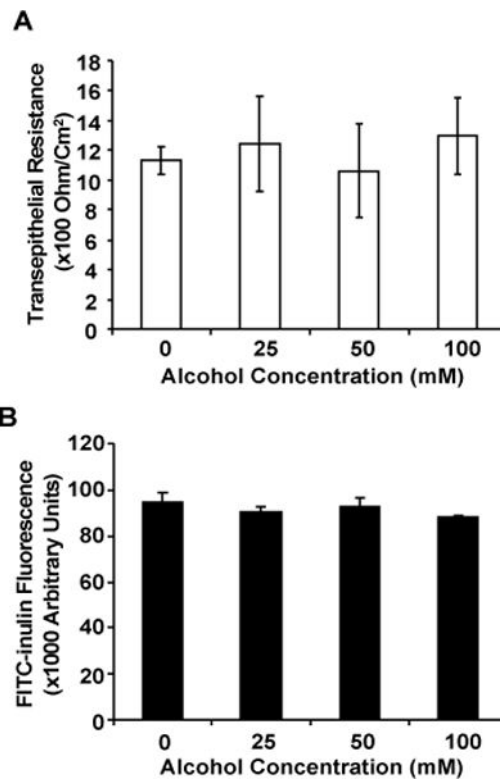 A
Transepithelial Resistance
(x100 Ohm/Cm²)
18
16
14
12
10
8
6
4
2
0
0 25 50 100
Alcohol Concentration (mM)
B
FITC-inulin Fluorescence
(x1000 Arbitrary Units)
120
100
80
60
40
20
0
0 25 50 100
Alcohol Concentration (mM)